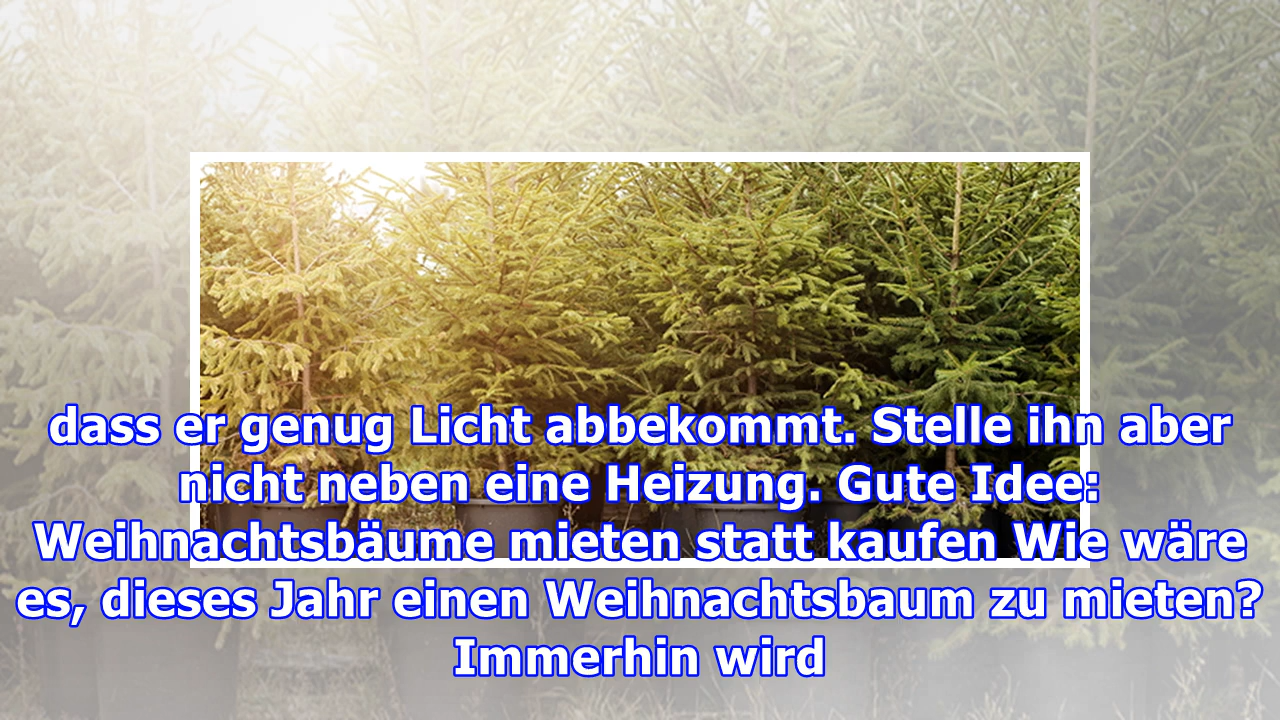 dass er genug Licht abbekommt. Stelle ihn aber
nicht neben eine Heizung. Gute Idee:
Weihnachtsbäume mieten statt kaufen Wie wäre
es, dieses Jahr einen Weihnachtsbaum zu mieten?
Immerhin wird